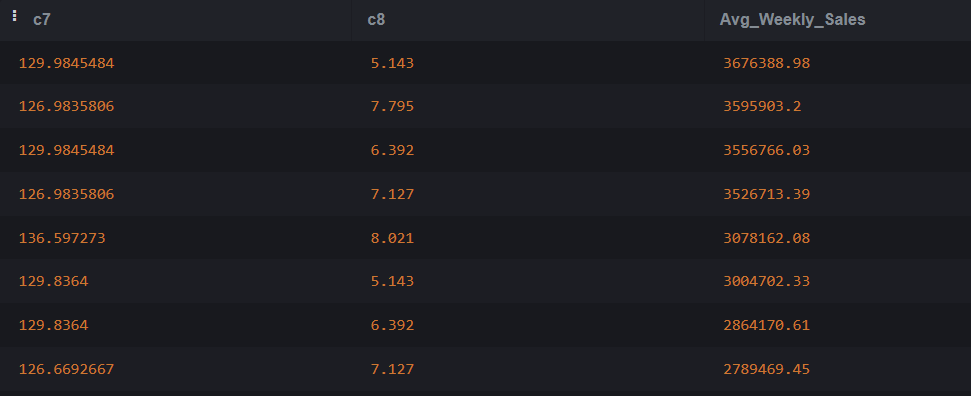 c7 c8 Avg_Weekly_Sales
129.9845484 5.143 3676388.98
126.9835806 7.795 3595903.2
129.9845484 6.392 3556766.03
126.9835806 7.127 3526713.39
136.597273 8.021 3078162.08
129.8364 5.143 3004702.33
129.8364 6.392 2864170.61
126.6692667 7.127 2789469.45